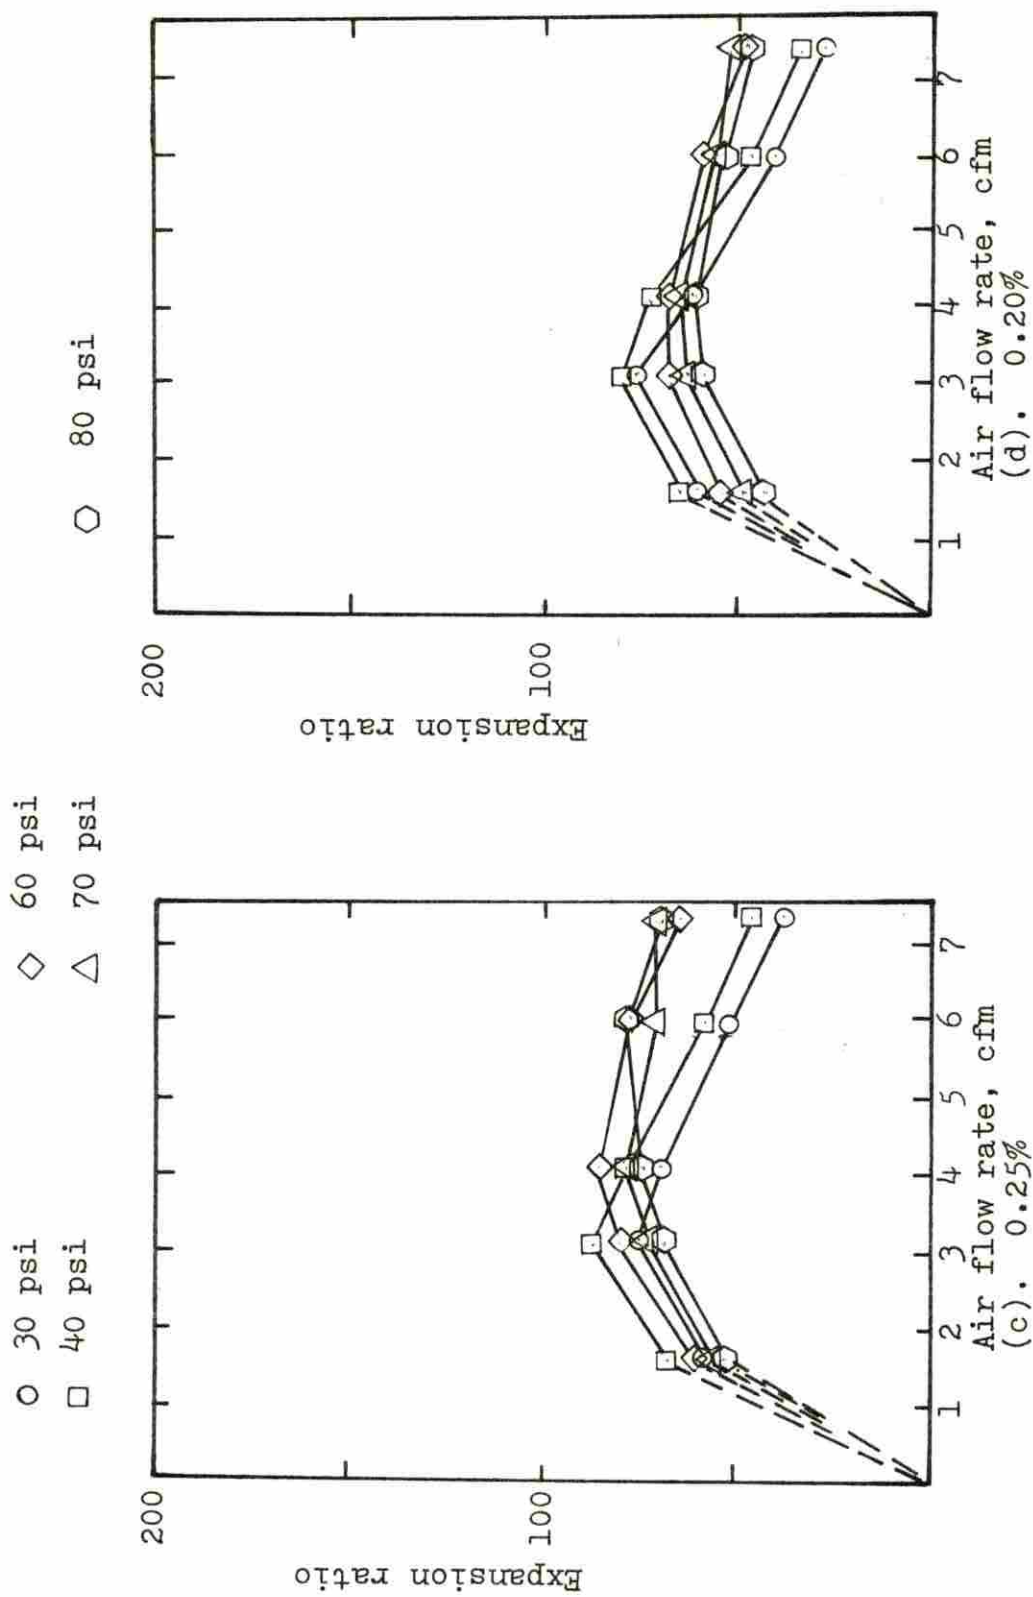 30 psi
60 psi
40 psi
70 psi
80 psi
Expansion ratio
200
100
1 2 3 4 5 6 7
Air flow rate, cfm
(c). 0.25%
Expansion ratio
200
100
1 2 3 4 5 6 7
Air flow rate, cfm
(d). 0.20%